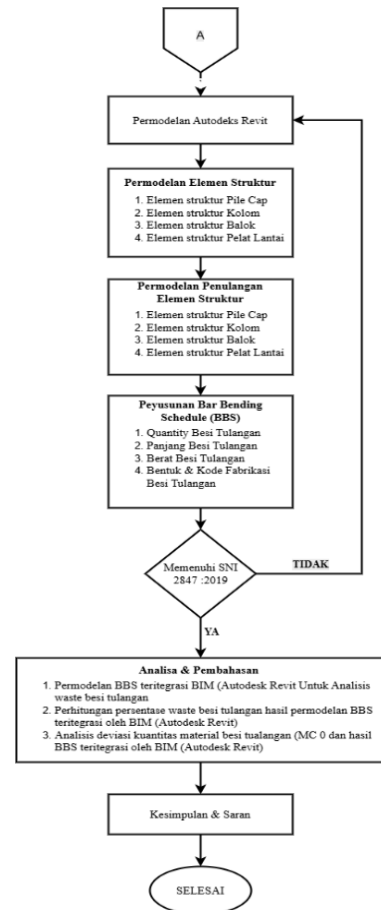 A
Permodelan Autodeks Revit
Permodelan Elemen Struktur
1. Elemen struktur Pile Cap
2. Elemen struktur Kolom
3. Elemen struktur Balok
4. Elemen struktur Pelat Lantai
Permodelan Penulangan
Elemen Struktur
1. Elemen struktur Pile Cap
2. Elemen struktur Kolom
3. Elemen struktur Balok
4. Elemen struktur Pelat Lantai
Peyusunan Bar Bending
Schedule (BBS)
1. Quantity Besi Tulangan
2. Panjang Besi Tulangan
3. Berat Besi Tulangan
4. Bentuk & Kode Fabrikasi
Besi Tulangan
Memenuhi SNI
2847 :2019
TIDAK
YA
Analisa & Pembahasan
1. Permodelan BBS teritegrasi BIM (Autodesk Revit Untuk Analisis
waste besi tulangan
2. Perhitungan persentase waste besi tulangan hasil permodelan BBS
teritegrasi oleh BIM (Autodesk Revit)
3. Analisis deviasi kuantitas material besi tualangan (MC 0 dan hasil
BBS teritegrasi oleh BIM (Autodesk Revit)
Kesimpulan & Saran
SELESAI